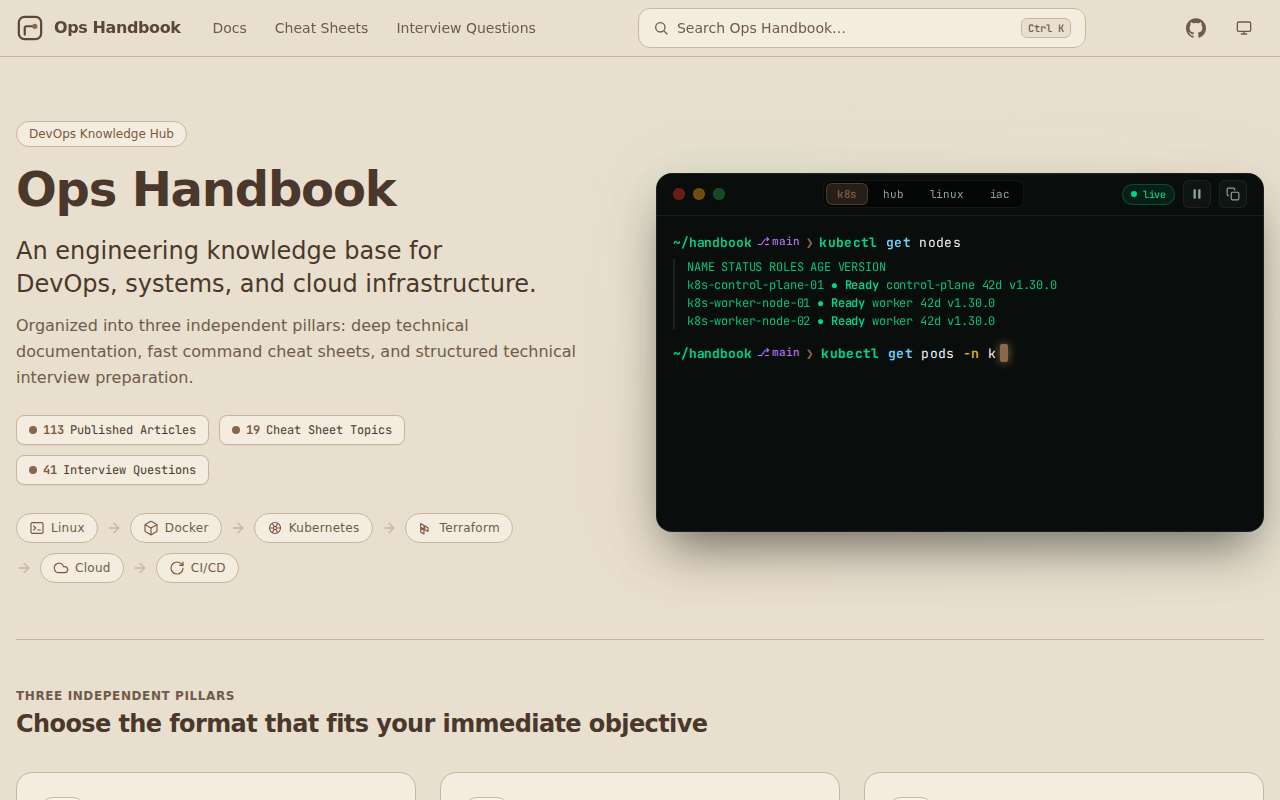 Ops Handbook
Docs
Cheat Sheets
Interview Questions
Search Ops Handbook...
Ctrl K
DevOps Knowledge Hub
Ops Handbook
An engineering knowledge base for
DevOps, systems, and cloud infrastructure.
Organized into three independent pillars: deep technical
documentation, fast command cheat sheets, and structured technical
interview preparation.
113 Published Articles
19 Cheat Sheet Topics
41 Interview Questions
Linux → Docker → Kubernetes → Terraform
→ Cloud → CI/CD
k8s hub linux iac
live
~/handbook ⎇main ❯ kubectl get nodes
NAME STATUS ROLES AGE VERSION
k8s-control-plane-01 ● Ready control-plane 42d v1.30.0
k8s-worker-node-01 ● Ready worker 42d v1.30.0
k8s-worker-node-02 ● Ready worker 42d v1.30.0
~/handbook ⎇main ❯ kubectl get pods -n k
THREE INDEPENDENT PILLARS
Choose the format that fits your immediate objective